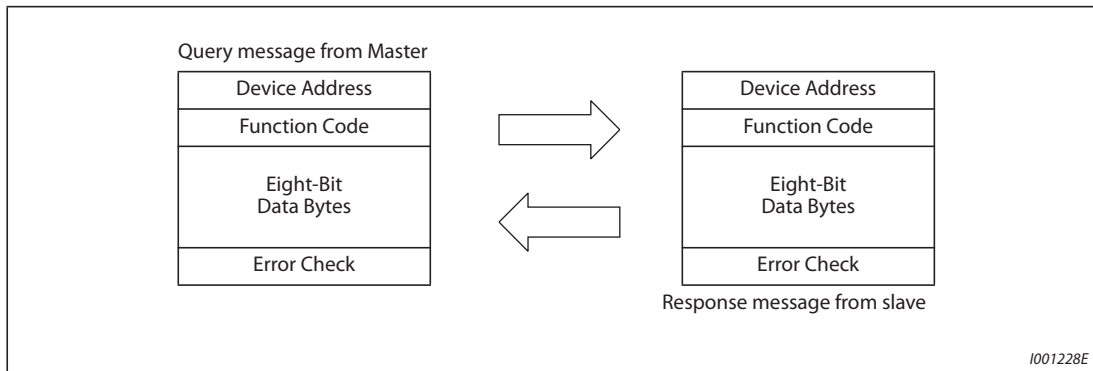 Query message from Master
Device Address
Function Code
Eight-Bit
Data Bytes
Error Check
Device Address
Function Code
Eight-Bit
Data Bytes
Error Check
Response message from slave
I001228E